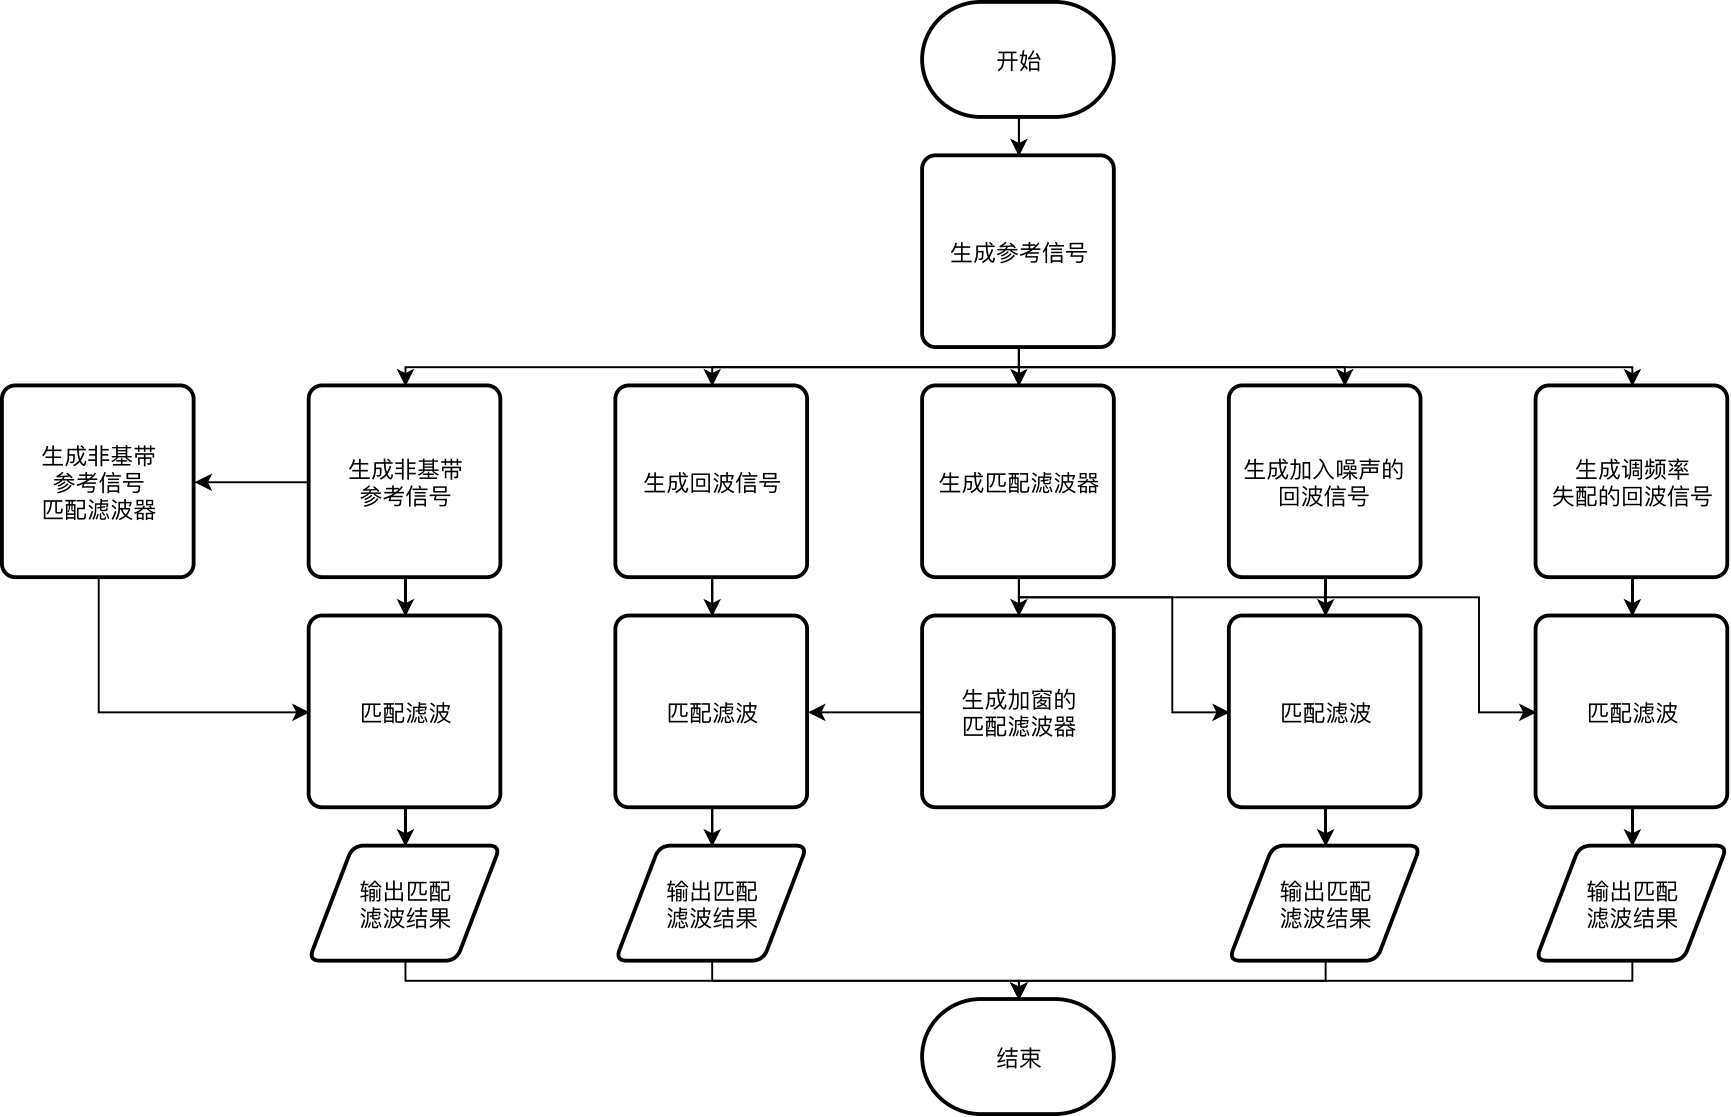 开始
生成参考信号
生成非基带
参考信号
匹配滤波器
生成非基带
参考信号
生成回波信号
生成匹配滤波器
生成加入噪声的
回波信号
生成调频率
失配的回波信号
匹配滤波
匹配滤波
生成加窗的
匹配滤波器
匹配滤波
匹配滤波
输出匹配
滤波结果
输出匹配
滤波结果
输出匹配
滤波结果
输出匹配
滤波结果
结束